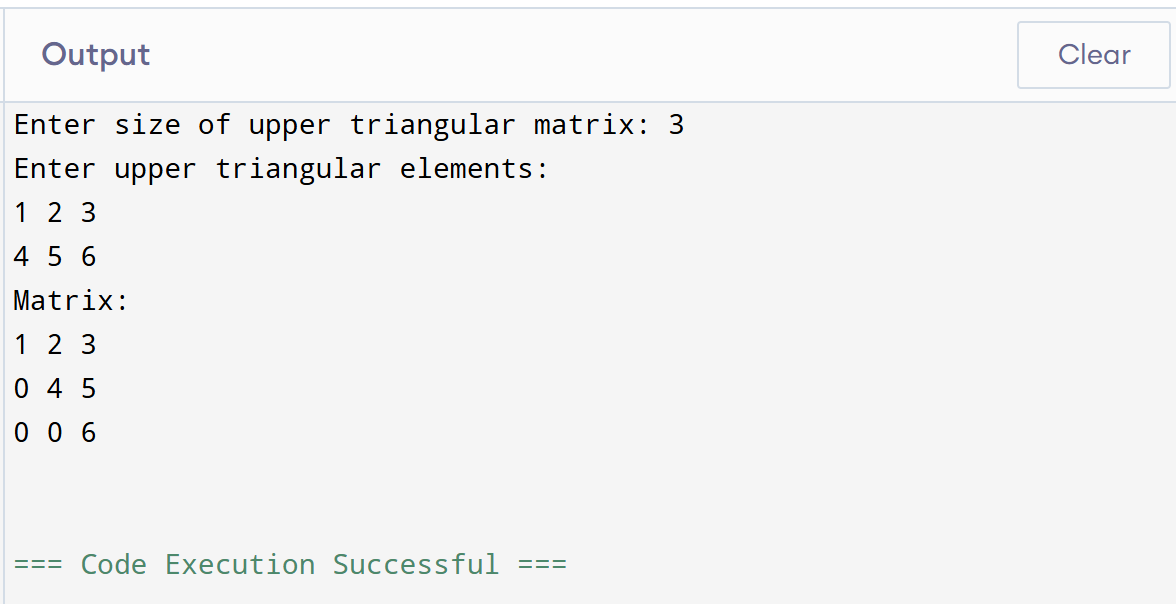 Output
Clear
Enter size of upper triangular matrix: 3
Enter upper triangular elements:
1 2 3
4 5 6
Matrix:
1 2 3
0 4 5
0 0 6
=== Code Execution Successful ===